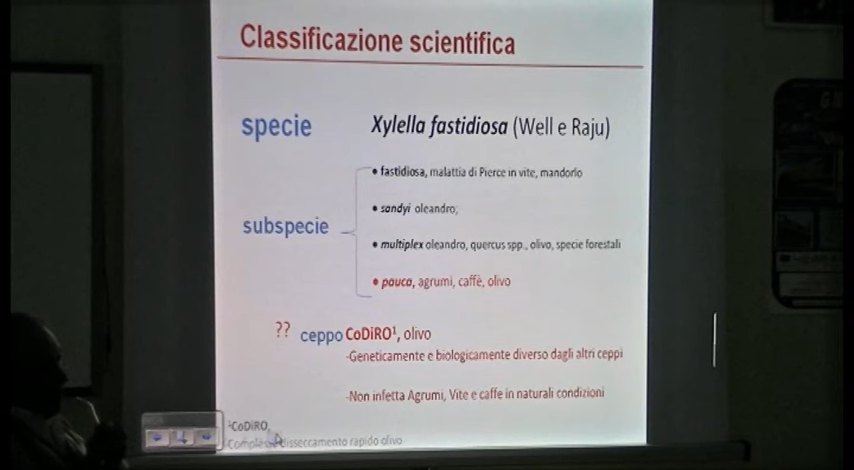 Classificazione scientifica
specie Xylella fastidiosa (Well e Raju)
subspecie
• fastidiosa, malattia di Pierce in vite, mandorlo
• sandyi oleandro;
• multiplex oleandro, quercus spp., olivo, specie forestali
• pauca, agrumi, caffè, olivo
?? ceppo CoDiRO¹, olivo
-Geneticamente e biologicamente diverso dagli altri ceppi
-Non infetta Agrumi, Vite e caffe in naturali condizioni
¹CoDiRO,
disseccamento rapido olivo